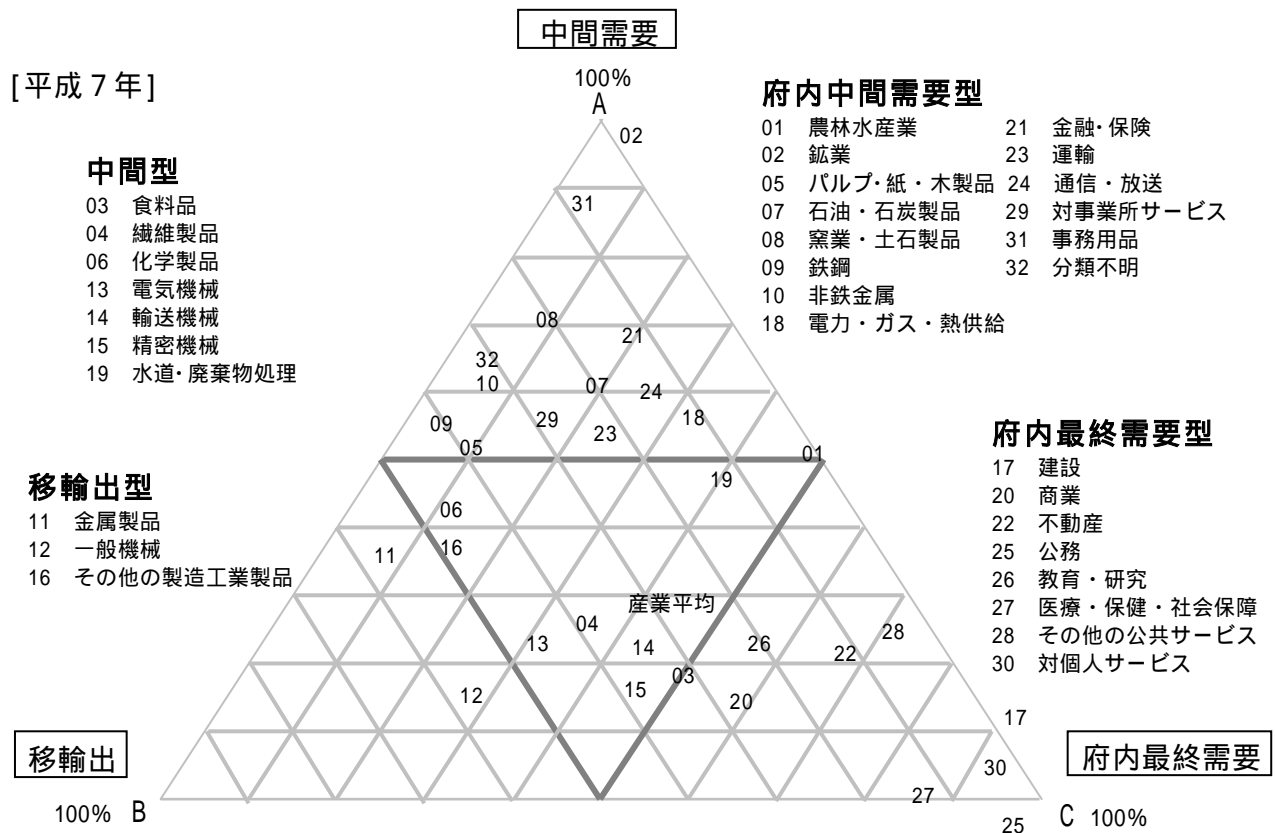 中間需要
[平成７年]
100%
A
府内中間需要型
01 農林水産業 21 金融・保険
02 鉱業 23 運輸
05 パルプ・紙・木製品 24 通信・放送
07 石油・石炭製品 29 対事業所サービス
08 窯業・土石製品 31 事務用品
09 鉄鋼 32 分類不明
10 非鉄金属
18 電力・ガス・熱供給
中間型
03 食料品
04 繊維製品
06 化学製品
13 電気機械
14 輸送機械
15 精密機械
19 水道・廃棄物処理
移輸出型
11 金属製品
12 一般機械
16 その他の製造工業製品
府内最終需要型
17 建設
20 商業
22 不動産
25 公務
26 教育・研究
27 医療・保健・社会保障
28 その他の公共サービス
30 対個人サービス
02
31
08
21
32
10
07
24
09
29
23
18
05
01
19
06
11
16
産業平均
04
13
14
26
22
28
03
12
15
20
17
30
27
25
移輸出
100% B
府内最終需要
C 100%